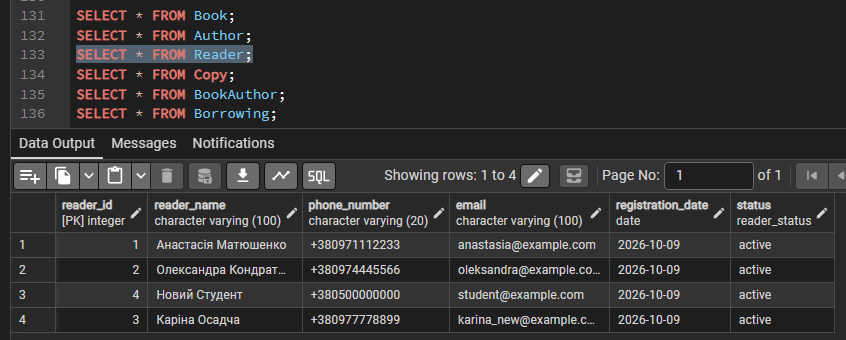 131 SELECT * FROM Book;
132 SELECT * FROM Author;
133 SELECT * FROM Reader;
134 SELECT * FROM Copy;
135 SELECT * FROM BookAuthor;
136 SELECT * FROM Borrowing;
Data Output Messages Notifications
SQL Showing rows: 1 to 4 Page No: 1 of 1
reader_id reader_name phone_number email registration_date status
[PK] integer character varying (100) character varying (20) character varying (100) date reader_status
1 1 Анастасія Матюшенко +380971112233 anastasia@example.com 2026-10-09 active
2 2 Олександра Кондрат... +380974445566 oleksandra@example.co... 2026-10-09 active
3 4 Новий Студент +380500000000 student@example.com 2026-10-09 active
4 3 Каріна Осадча +380977778899 karina_new@example.c... 2026-10-09 active